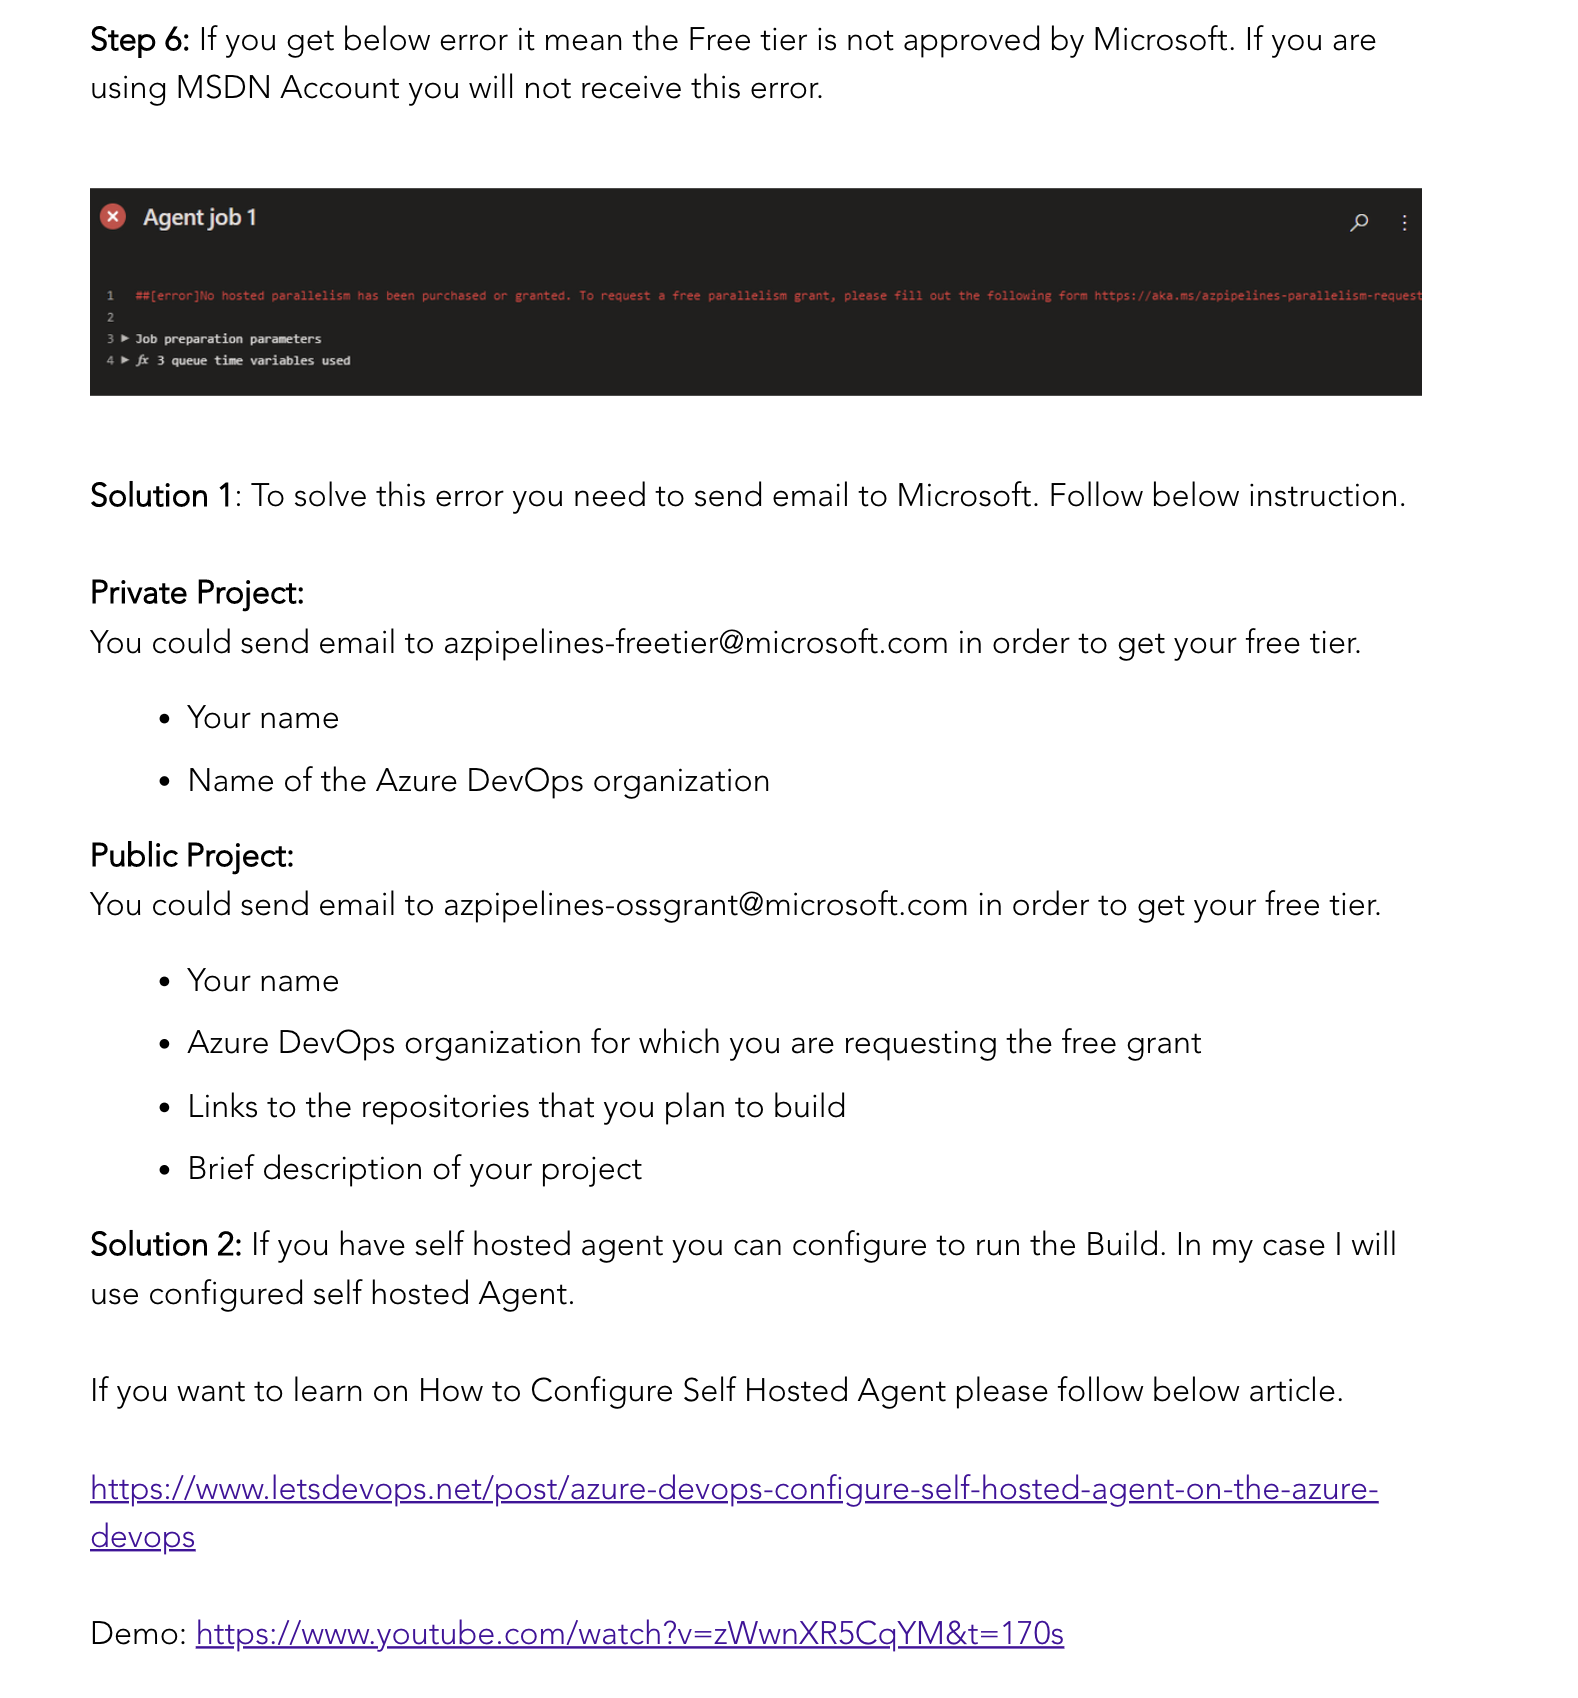 Step 6: If you get below error it mean the Free tier is not approved by Microsoft. If you are
using MSDN Account you will not receive this error.
Agent job 1
1 ##[error]No hosted parallelism has been purchased or granted. To request a free parallelism grant, please fill out the following form https://aka.ms/azpipelines-parallelism-request
2
3 Job preparation parameters
4 fx 3 queue time variables used
Solution 1: To solve this error you need to send email to Microsoft. Follow below instruction.
Private Project:
You could send email to azpipelines-freetier@microsoft.com in order to get your free tier.
• Your name
• Name of the Azure DevOps organization
Public Project:
You could send email to azpipelines-ossgrant@microsoft.com in order to get your free tier.
• Your name
• Azure DevOps organization for which you are requesting the free grant
• Links to the repositories that you plan to build
• Brief description of your project
Solution 2: If you have self hosted agent you can configure to run the Build. In my case I will
use configured self hosted Agent.
If you want to learn on How to Configure Self Hosted Agent please follow below article.
https://www.letsdevops.net/post/azure-devops-configure-self-hosted-agent-on-the-azure-
devops
Demo: https://www.youtube.com/watch?v=zWwnXR5CqYM&t=170s